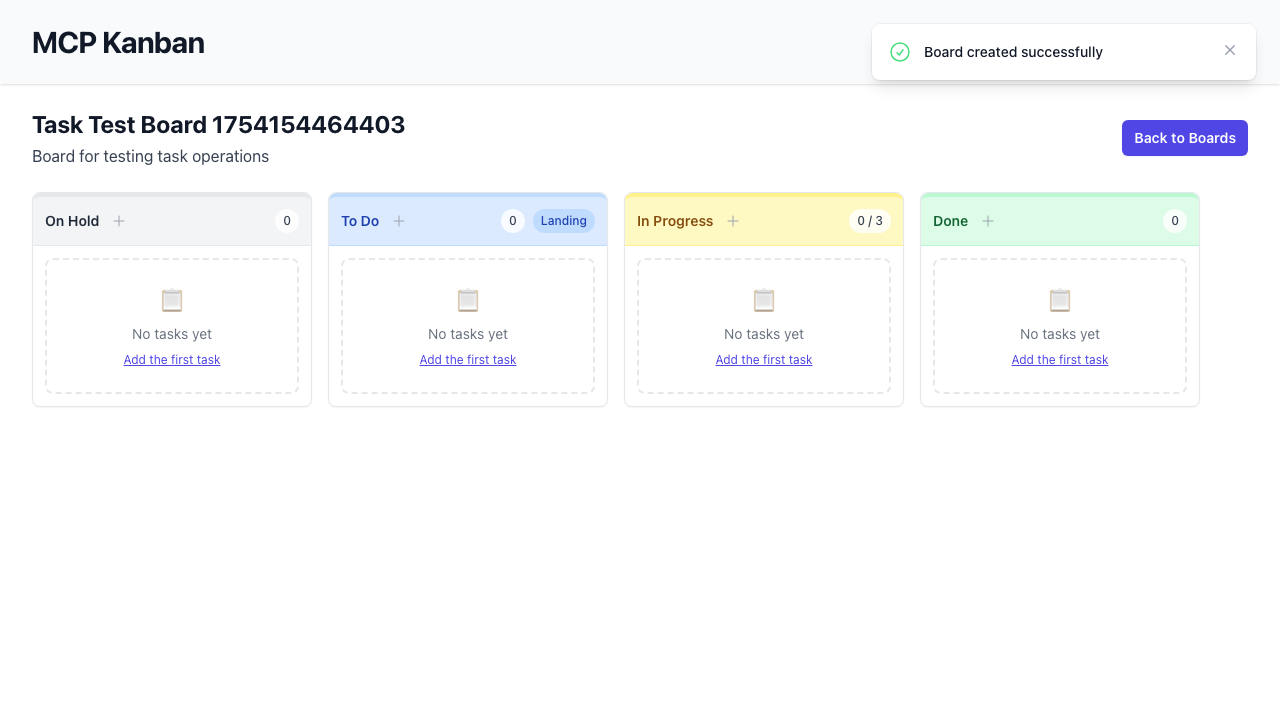 MCP Kanban
Board created successfully
Task Test Board 1754154464403
Board for testing task operations
Back to Boards
On Hold
0
To Do
0
Landing
In Progress
0 / 3
Done
0
No tasks yet
Add the first task
No tasks yet
Add the first task
No tasks yet
Add the first task
No tasks yet
Add the first task